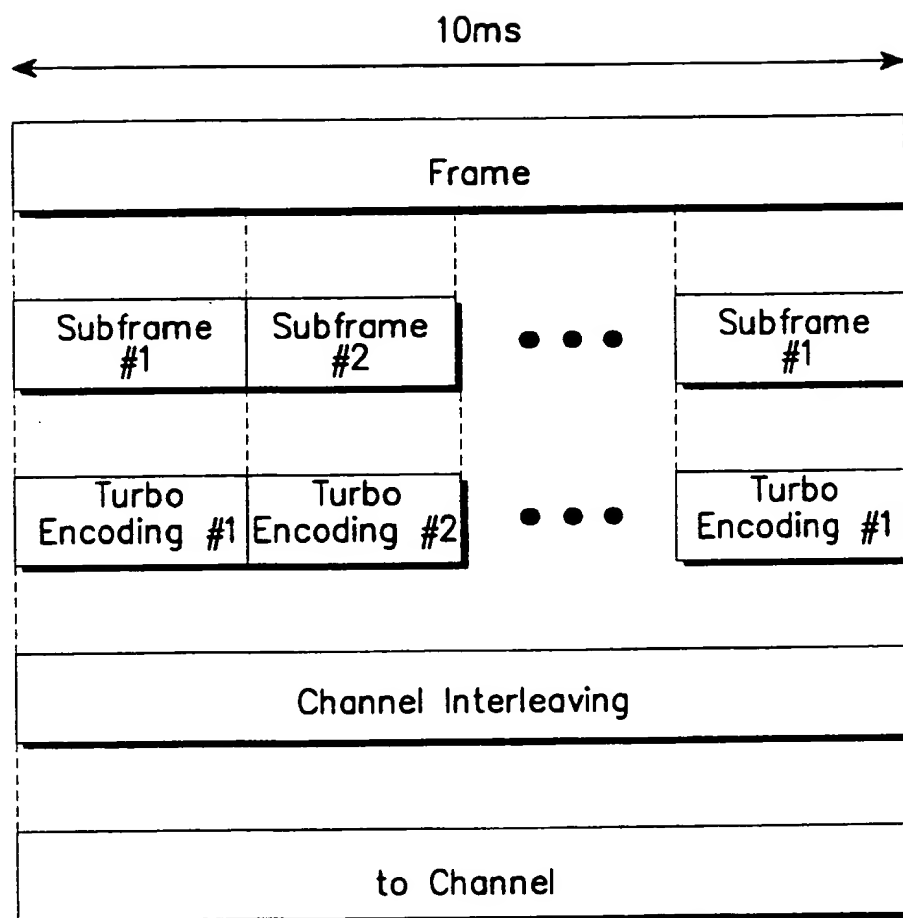 10ms
Frame
Subframe
#1
Subframe
#2
Subframe
#1
Turbo
Encoding #1
Turbo
Encoding #2
Turbo
Encoding #1
Channel Interleaving
to Channel